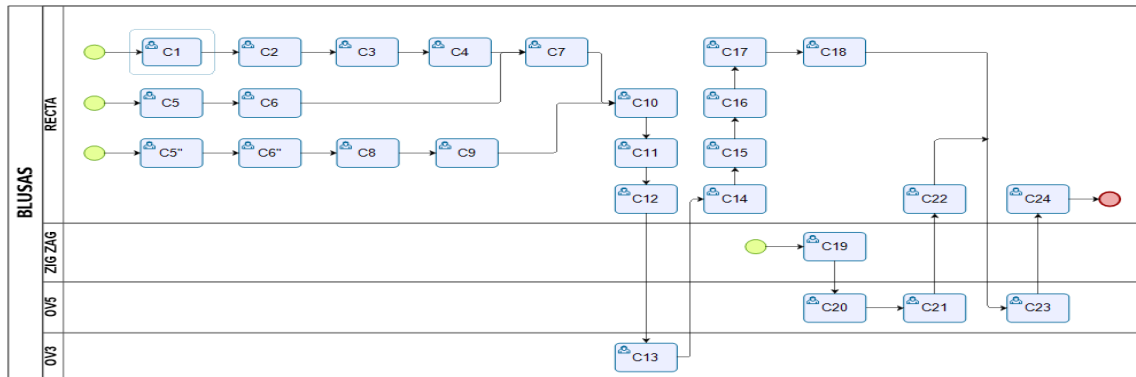 BLUSAS
RECTA
C1 C2 C3 C4 C7 C17 C18
C5 C6 C10 C16
C5" C6" C8 C9 C11 C15
C12 C14 C22 C24
ZIG ZAG
C19
OV5
C20 C21 C23
OV3
C13